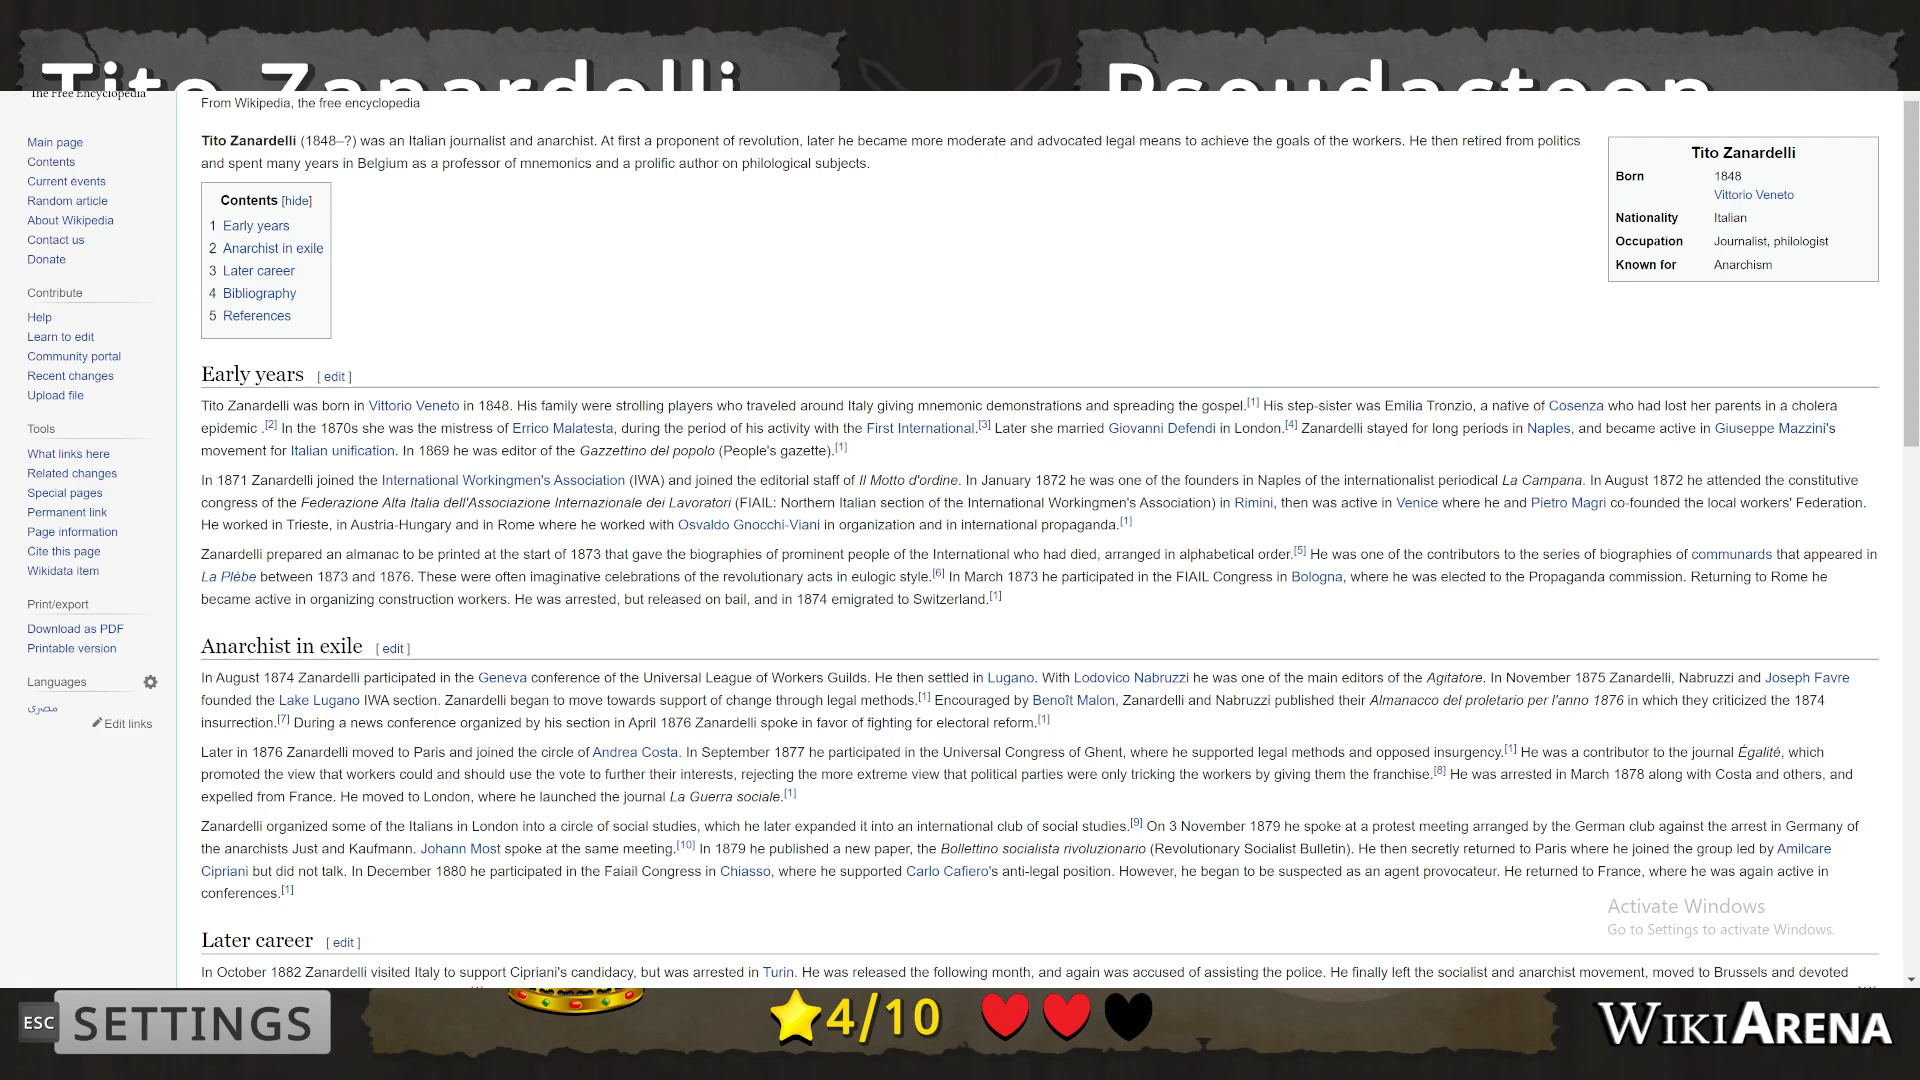 Tito Zanardelli
Pseudacteon
The Free Encyclopedia
From Wikipedia, the free encyclopedia
Main page
Contents
Current events
Random article
About Wikipedia
Contact us
Donate
Contribute
Help
Learn to edit
Community portal
Recent changes
Upload file
Tools
What links here
Related changes
Special pages
Permanent link
Page information
Cite this page
Wikidata item
Print/export
Download as PDF
Printable version
Languages
مصرى
Edit links
Tito Zanardelli (1848–?) was an Italian journalist and anarchist. At first a proponent of revolution, later he became more moderate and advocated legal means to achieve the goals of the workers. He then retired from politics
and spent many years in Belgium as a professor of mnemonics and a prolific author on philological subjects.
Tito Zanardelli
Born 1848
Vittorio Veneto
Nationality Italian
Occupation Journalist, philologist
Known for Anarchism
Contents [hide]
1 Early years
2 Anarchist in exile
3 Later career
4 Bibliography
5 References
Early years [ edit ]
Tito Zanardelli was born in Vittorio Veneto in 1848. His family were strolling players who traveled around Italy giving mnemonic demonstrations and spreading the gospel.[1] His step-sister was Emilia Tronzio, a native of Cosenza who had lost her parents in a cholera
epidemic .[2] In the 1870s she was the mistress of Errico Malatesta, during the period of his activity with the First International.[3] Later she married Giovanni Defendi in London.[4] Zanardelli stayed for long periods in Naples, and became active in Giuseppe Mazzini's
movement for Italian unification. In 1869 he was editor of the Gazzettino del popolo (People's gazette).[1]
In 1871 Zanardelli joined the International Workingmen's Association (IWA) and joined the editorial staff of Il Motto d'ordine. In January 1872 he was one of the founders in Naples of the internationalist periodical La Campana. In August 1872 he attended the constitutive
congress of the Federazione Alta Italia dell'Associazione Internazionale dei Lavoratori (FIAIL: Northern Italian section of the International Workingmen's Association) in Rimini, then was active in Venice where he and Pietro Magri co-founded the local workers' Federation.
He worked in Trieste, in Austria-Hungary and in Rome where he worked with Osvaldo Gnocchi-Viani in organization and in international propaganda.[1]
Zanardelli prepared an almanac to be printed at the start of 1873 that gave the biographies of prominent people of the International who had died, arranged in alphabetical order.[5] He was one of the contributors to the series of biographies of communards that appeared in
La Plèbe between 1873 and 1876. These were often imaginative celebrations of the revolutionary acts in eulogic style.[6] In March 1873 he participated in the FIAIL Congress in Bologna, where he was elected to the Propaganda commission. Returning to Rome he
became active in organizing construction workers. He was arrested, but released on bail, and in 1874 emigrated to Switzerland.[1]
Anarchist in exile [ edit ]
In August 1874 Zanardelli participated in the Geneva conference of the Universal League of Workers Guilds. He then settled in Lugano. With Lodovico Nabruzzi he was one of the main editors of the Agitatore. In November 1875 Zanardelli, Nabruzzi and Joseph Favre
founded the Lake Lugano IWA section. Zanardelli began to move towards support of change through legal methods.[1] Encouraged by Benoît Malon, Zanardelli and Nabruzzi published their Almanacco del proletario per l'anno 1876 in which they criticized the 1874
insurrection.[7] During a news conference organized by his section in April 1876 Zanardelli spoke in favor of fighting for electoral reform.[1]
Later in 1876 Zanardelli moved to Paris and joined the circle of Andrea Costa. In September 1877 he participated in the Universal Congress of Ghent, where he supported legal methods and opposed insurgency.[1] He was a contributor to the journal Égalité, which
promoted the view that workers could and should use the vote to further their interests, rejecting the more extreme view that political parties were only tricking the workers by giving them the franchise.[8] He was arrested in March 1878 along with Costa and others, and
expelled from France. He moved to London, where he launched the journal La Guerra sociale.[1]
Zanardelli organized some of the Italians in London into a circle of social studies, which he later expanded it into an international club of social studies.[9] On 3 November 1879 he spoke at a protest meeting arranged by the German club against the arrest in Germany of
the anarchists Just and Kaufmann. Johann Most spoke at the same meeting.[10] In 1879 he published a new paper, the Bollettino socialista rivoluzionario (Revolutionary Socialist Bulletin). He then secretly returned to Paris where he joined the group led by Amilcare
Cipriani but did not talk. In December 1880 he participated in the Faiail Congress in Chiasso, where he supported Carlo Cafiero's anti-legal position. However, he began to be suspected as an agent provocateur. He returned to France, where he was again active in
conferences.[1]
Activate Windows
Go to Settings to activate Windows.
Later career [ edit ]
In October 1882 Zanardelli visited Italy to support Cipriani's candidacy, but was arrested in Turin. He was released the following month, and again was accused of assisting the police. He finally left the socialist and anarchist movement, moved to Brussels and devoted
ESC SETTINGS
4/10
WIKIARENA